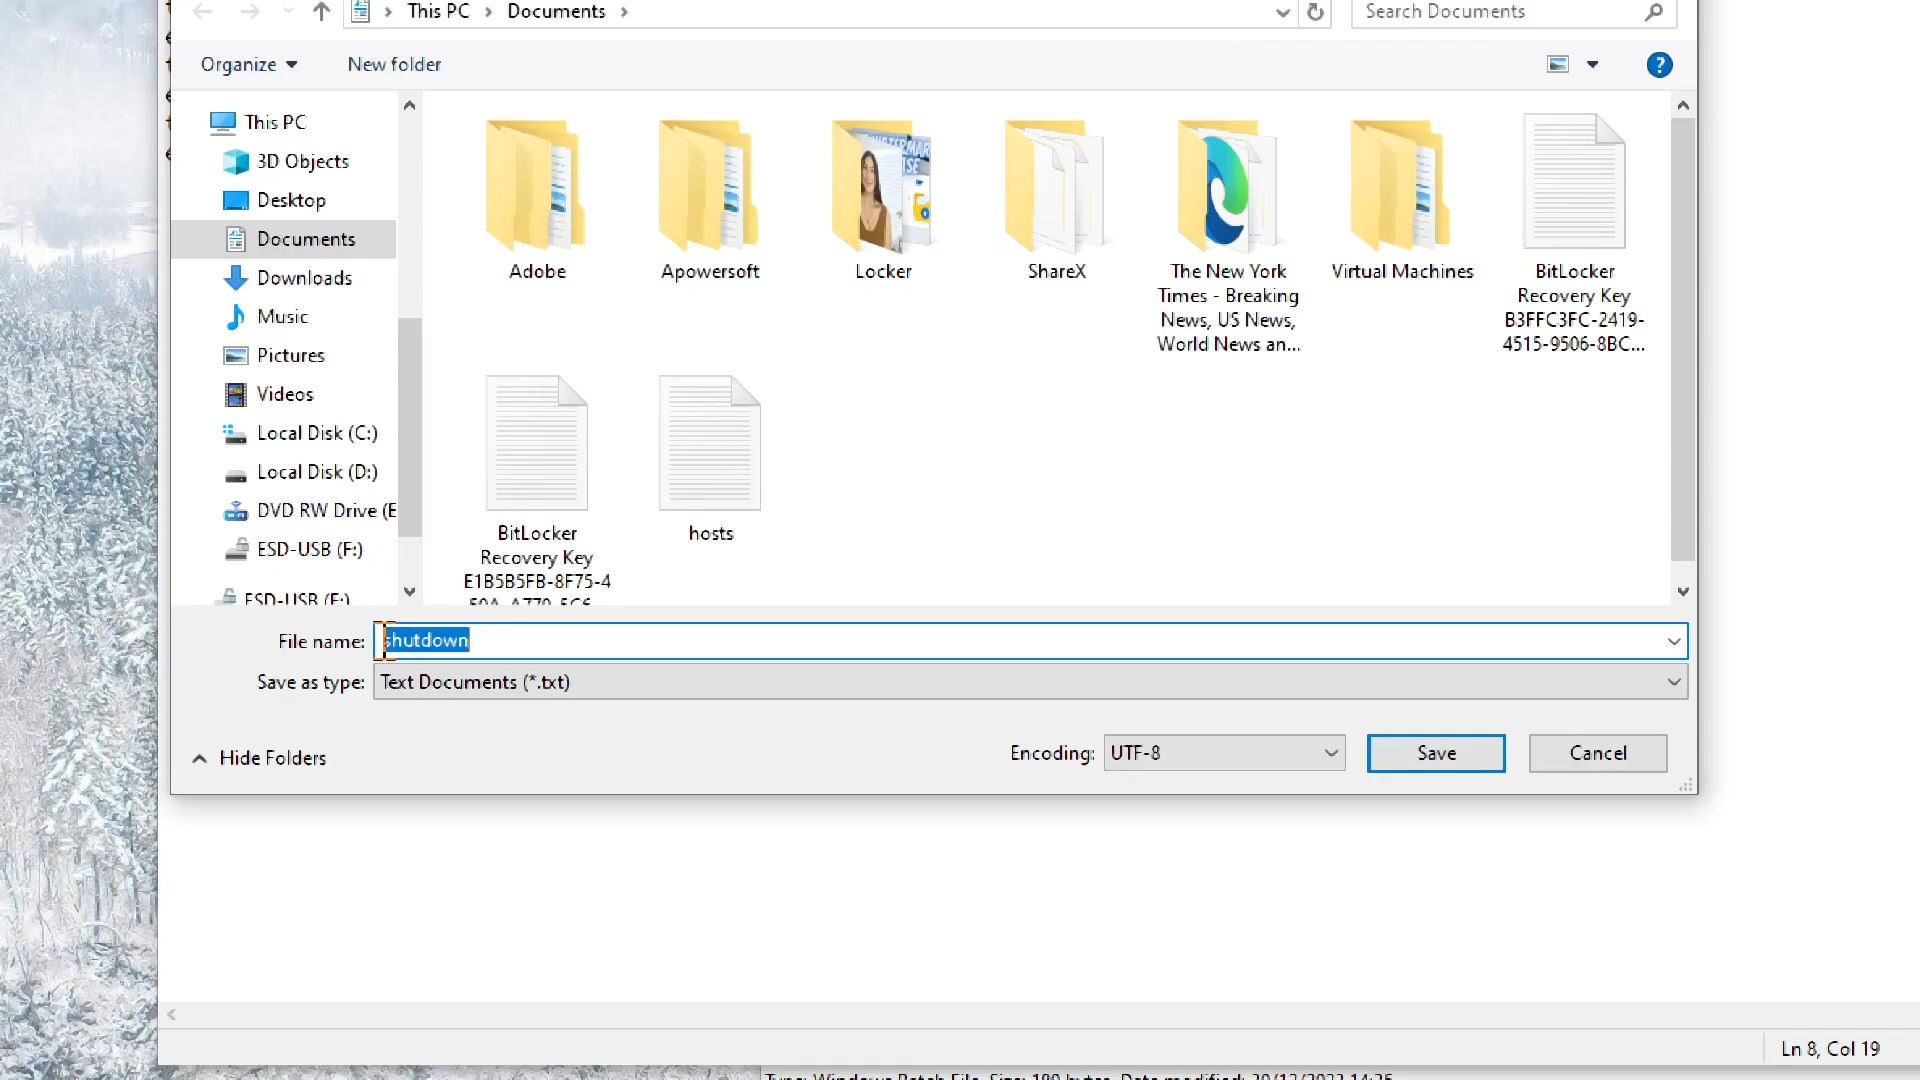 This PC > Documents >
Search Documents
Organize
New folder
?
This PC
3D Objects
Desktop
Documents
Downloads
Music
Pictures
Videos
Local Disk (C:)
Local Disk (D:)
DVD RW Drive (E
ESD-USB (F:)
ESD-USB (F:)
Adobe
Apowersoft
Locker
ShareX
The New York
Times - Breaking
News, US News,
World News an...
Virtual Machines
BitLocker
Recovery Key
B3FFC3FC-2419-
4515-9506-8BC...
BitLocker
Recovery Key
E1B5B5FB-8F75-4
hosts
File name: shutdown
Save as type: Text Documents (*.txt)
Hide Folders
Encoding: UTF-8
Save
Cancel
Ln 8, Col 19